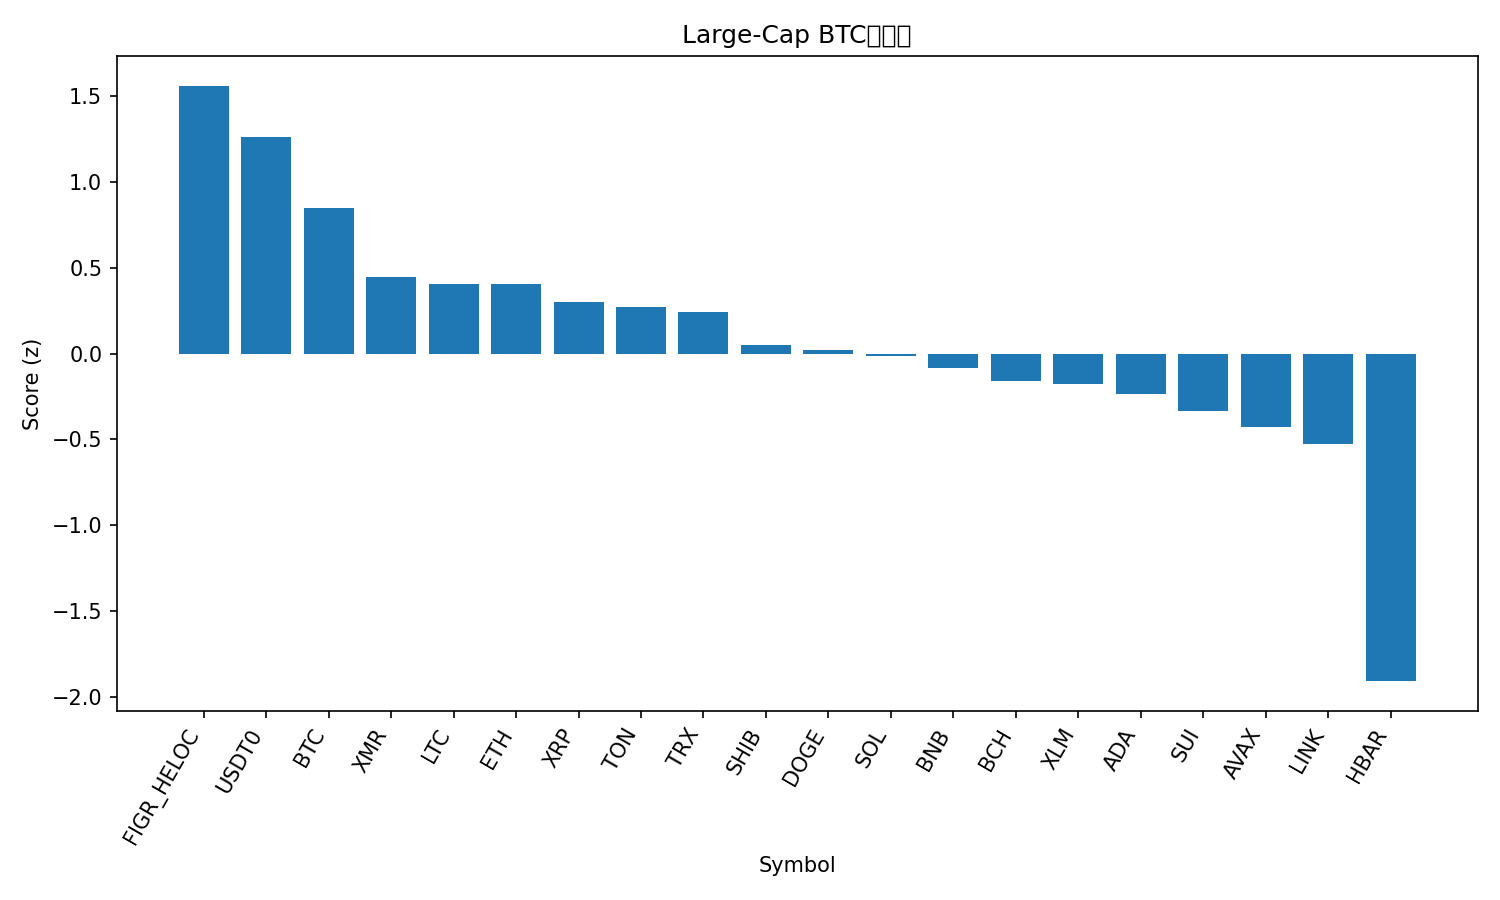 Large-Cap BTC
Score (z)
1.5
1.0
0.5
0.0
−0.5
−1.0
−1.5
−2.0
FIGR_HELOC
USDT0
BTC
XMR
LTC
ETH
XRP
TON
TRX
SHIB
DOGE
SOL
BNB
BCH
XLM
ADA
SUI
AVAX
LINK
HBAR
Symbol